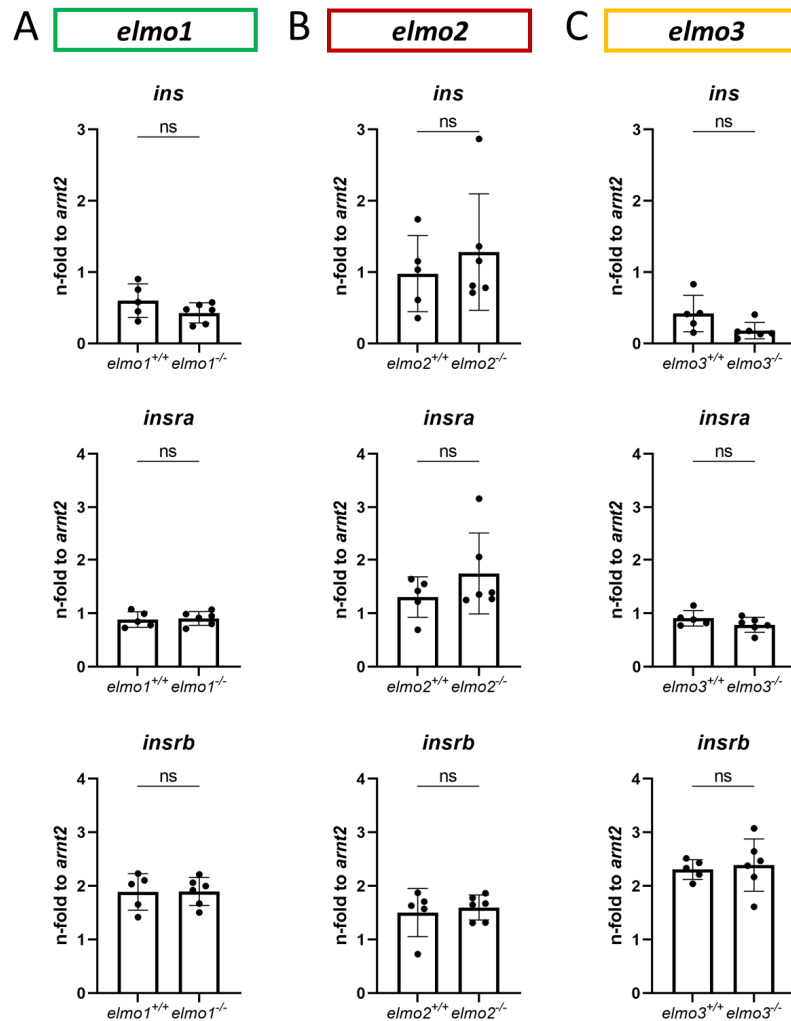 A elmo1 B elmo2 C elmo3
ins ins ins
ns ns ns
n-fold to arnt2 n-fold to arnt2 n-fold to arnt2
3 3 3
2 2 2
1 1 1
0 0 0
elmo1+/+ elmo1-/- elmo2+/+ elmo2-/- elmo3+/+ elmo3-/-
insra insra insra
ns ns ns
n-fold to arnt2 n-fold to arnt2 n-fold to arnt2
4 4 4
3 3 3
2 2 2
1 1 1
0 0 0
elmo1+/+ elmo1-/- elmo2+/+ elmo2-/- elmo3+/+ elmo3-/-
insrb insrb insrb
ns ns ns
n-fold to arnt2 n-fold to arnt2 n-fold to arnt2
4 4 4
3 3 3
2 2 2
1 1 1
0 0 0
elmo1+/+ elmo1-/- elmo2+/+ elmo2-/- elmo3+/+ elmo3-/-